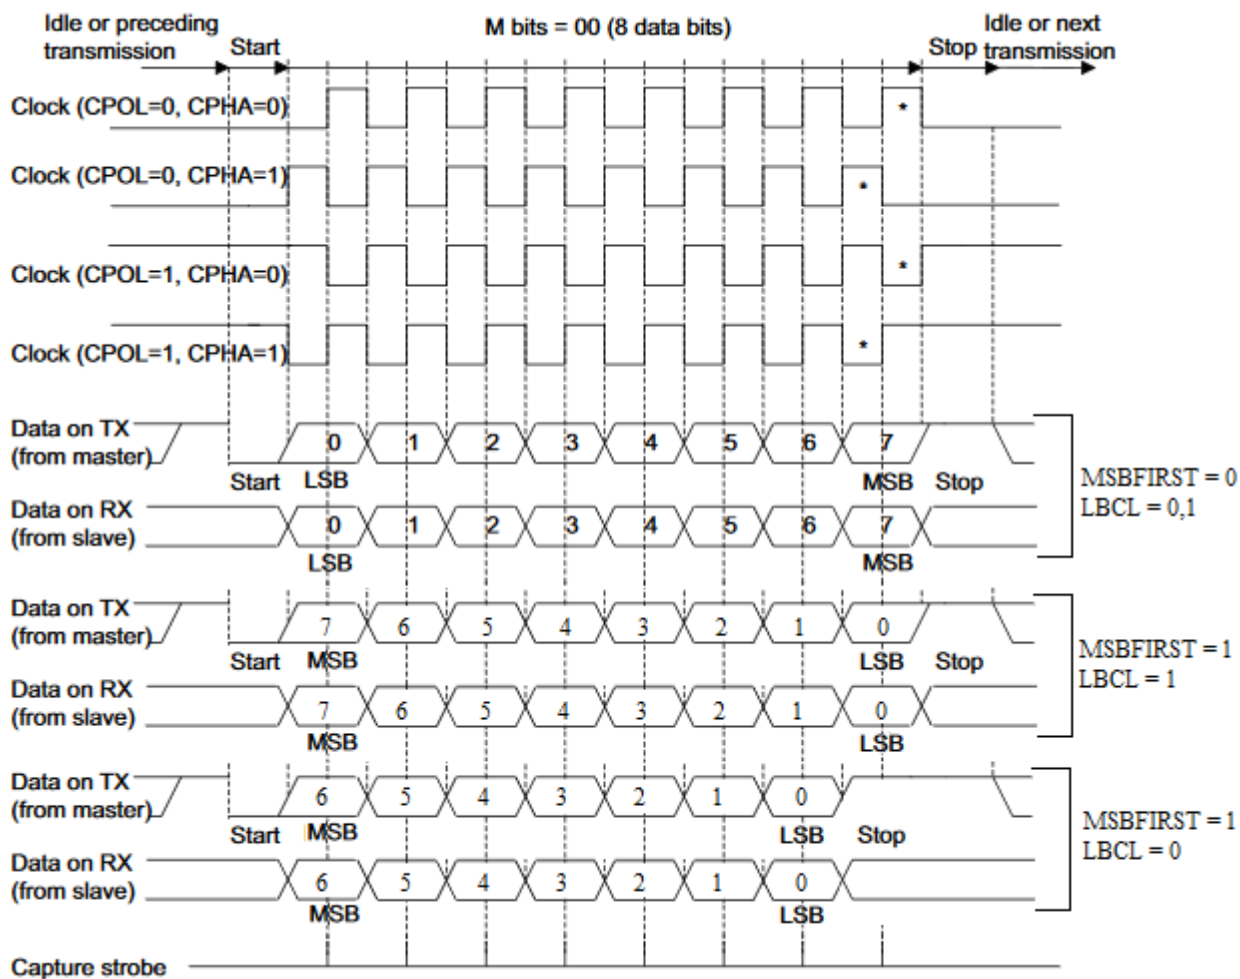 Idle or preceding
transmission
Start
M bits = 00 (8 data bits)
Stop
Idle or next
transmission
Clock (CPOL=0, CPHA=0)
*
Clock (CPOL=0, CPHA=1)
*
Clock (CPOL=1, CPHA=0)
*
Clock (CPOL=1, CPHA=1)
*
Data on TX
(from master)
0 1 2 3 4 5 6 7
Start LSB MSB Stop
Data on RX
(from slave)
0 1 2 3 4 5 6 7
LSB MSB
MSBFIRST = 0
LBCL = 0,1
Data on TX
(from master)
7 6 5 4 3 2 1 0
Start MSB LSB Stop
Data on RX
(from slave)
7 6 5 4 3 2 1 0
MSB LSB
MSBFIRST = 1
LBCL = 1
Data on TX
(from master)
6 5 4 3 2 1 0
Start MSB LSB Stop
Data on RX
(from slave)
6 5 4 3 2 1 0
MSB LSB
MSBFIRST = 1
LBCL = 0
Capture strobe